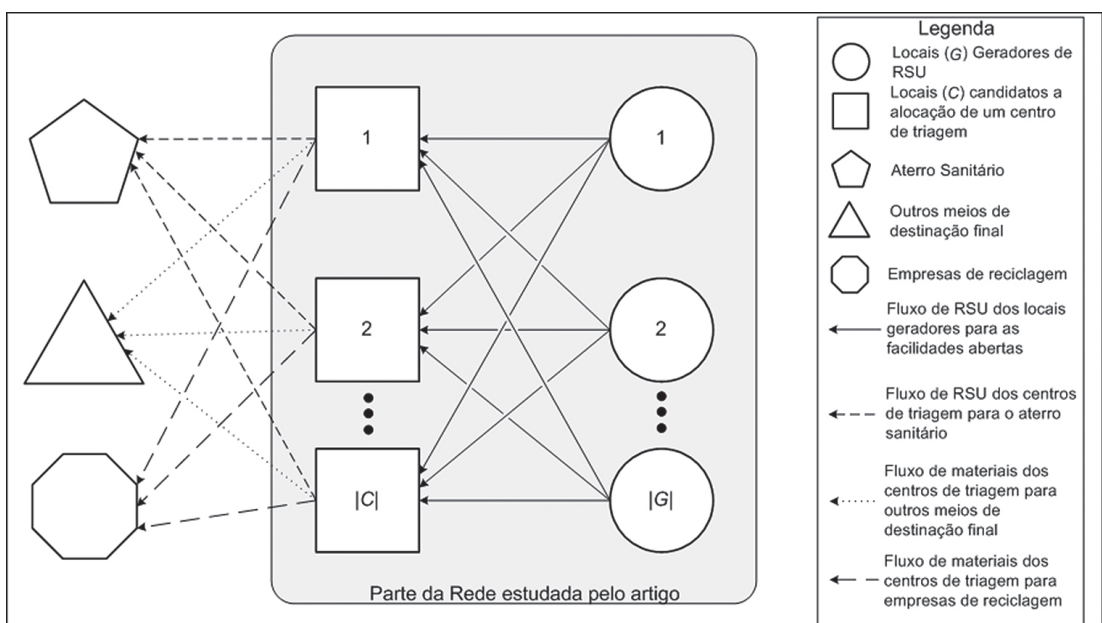 1
1
2
2
|C|
|G|
Parte da Rede estudada pelo artigo
Legenda
Locais (G) Geradores de
RSU
Locais (C) candidatos a
alocação de um centro
de triagem
Aterro Sanitário
Outros meios de
destinação final
Empresas de reciclagem
Fluxo de RSU dos locais
geradores para as
facilidades abertas
Fluxo de RSU dos centros
de triagem para o aterro
sanitário
Fluxo de materiais dos
centros de triagem para
outros meios de
destinação final
Fluxo de materiais dos
centros de triagem para
empresas de reciclagem